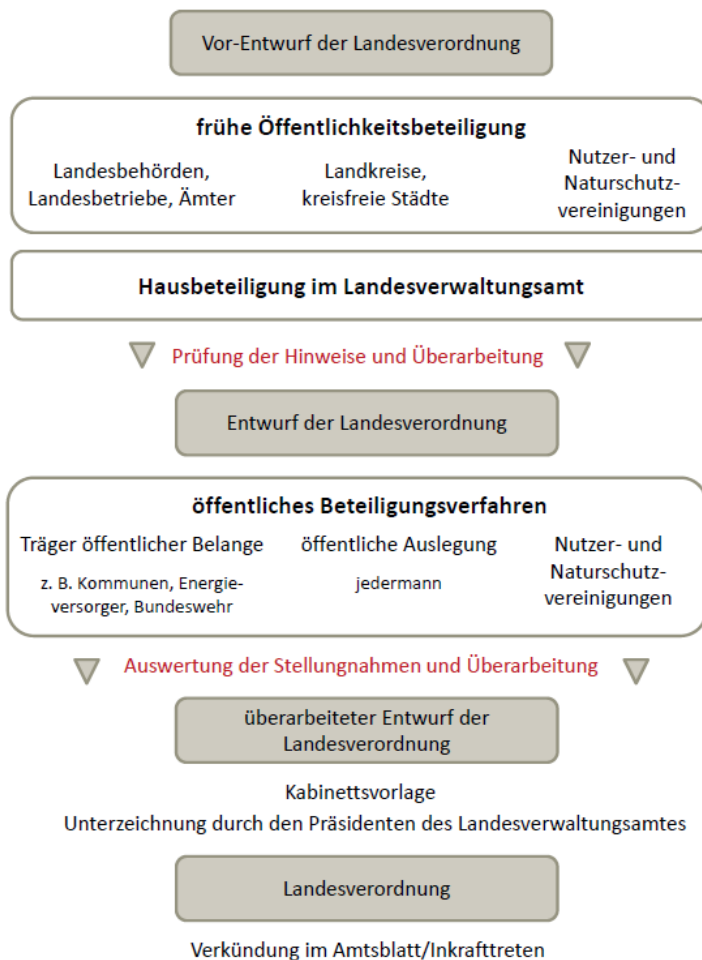 Vor-Entwurf der Landesverordnung
frühe Öffentlichkeitsbeteiligung
Landesbehörden,
Landesbetriebe, Ämter
Landkreise,
kreisfreie Städte
Nutzer- und
Naturschutz-
vereinigungen
Hausbeteiligung im Landesverwaltungsamt
Prüfung der Hinweise und Überarbeitung
Entwurf der Landesverordnung
öffentliches Beteiligungsverfahren
Träger öffentlicher Belange
z. B. Kommunen, Energie-
versorger, Bundeswehr
öffentliche Auslegung
jedermann
Nutzer- und
Naturschutz-
vereinigungen
Auswertung der Stellungnahmen und Überarbeitung
überarbeiteter Entwurf der
Landesverordnung
Kabinettsvorlage
Unterzeichnung durch den Präsidenten des Landesverwaltungsamtes
Landesverordnung
Verkündung im Amtsblatt/Inkrafttreten